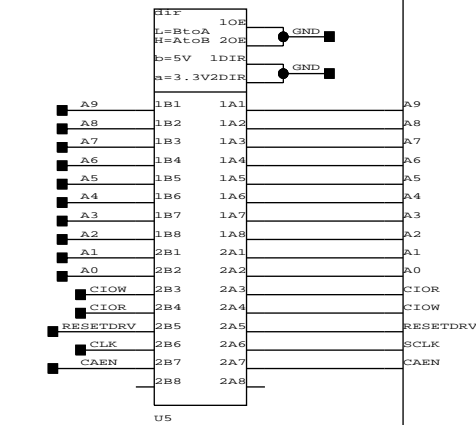 dir 1OE
L=BtoA GND
H=AtoB 2OE
b=5V 1DIR
GND
a=3.3V2DIR
A9 1B1 1A1 A9
A8 1B2 1A2 A8
A7 1B3 1A3 A7
A6 1B4 1A4 A6
A5 1B5 1A5 A5
A4 1B6 1A6 A4
A3 1B7 1A7 A3
A2 1B8 1A8 A2
A1 2B1 2A1 A1
A0 2B2 2A2 A0
CIOW 2B3 2A3 CIOR
CIOR 2B4 2A4 CIOW
RESETDRV 2B5 2A5 RESETDRV
CLK 2B6 2A6 SCLK
CAEN 2B7 2A7 CAEN
2B8 2A8
U5